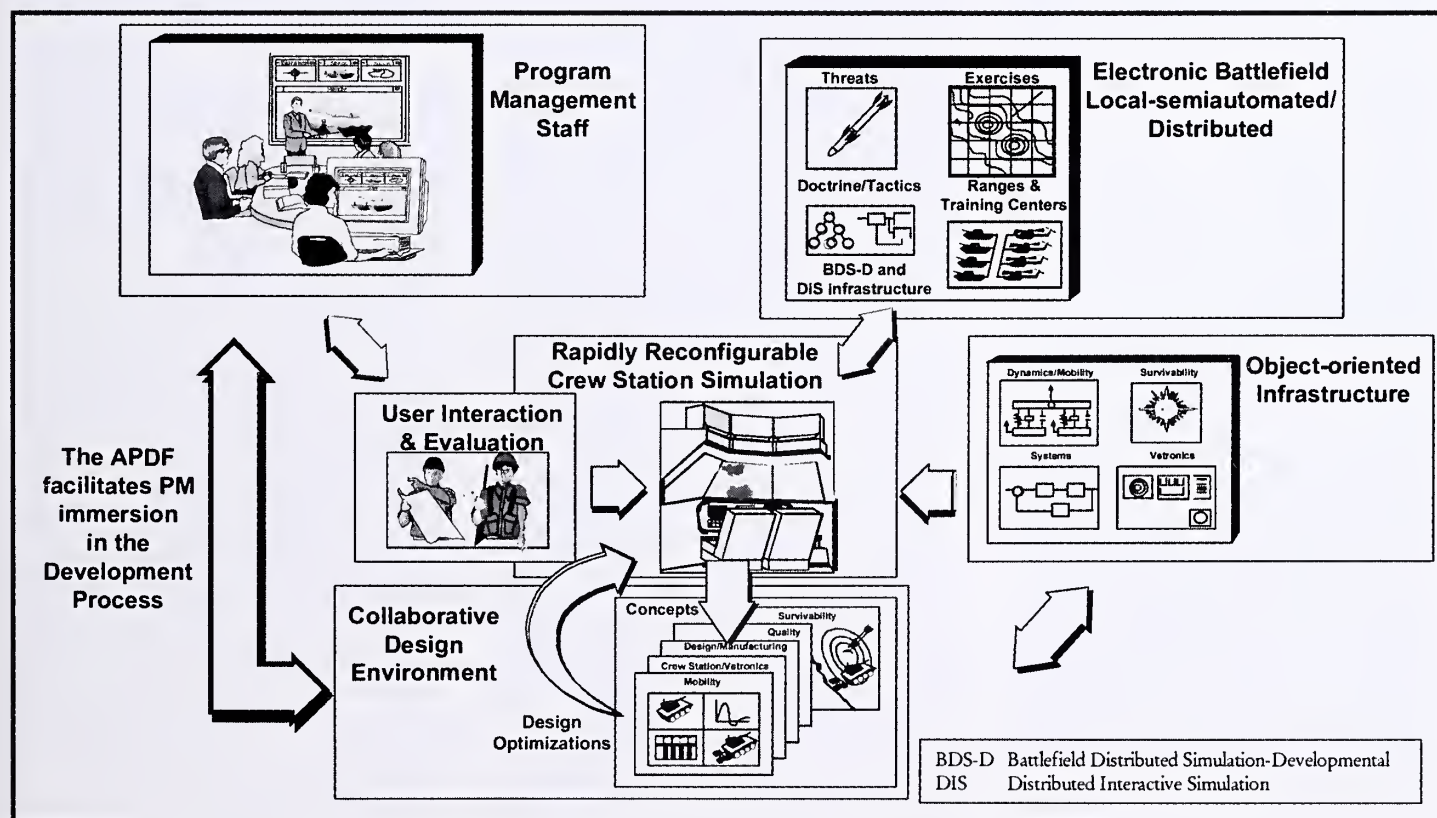 Program
Management
Staff
Threats
Exercises
Doctrine/Tactics
Ranges &
Training Centers
BDS-D and
DIS Infrastructure
Electronic Battlefield
Local-semiautomated/
Distributed
Rapidly Reconfigurable
Crew Station Simulation
User Interaction
& Evaluation
Dynamics/Mobility
Survivability
Systems
Vetronics
Object-oriented
Infrastructure
The APDF
facilitates PM
immersion
in the
Development
Process
Collaborative
Design
Environment
Design
Optimizations
Concepts
Survivability
Quality
Design/Manufacturing
Crew Station/Vetronics
Mobility
BDS-D Battlefield Distributed Simulation-Developmental
DIS Distributed Interactive Simulation